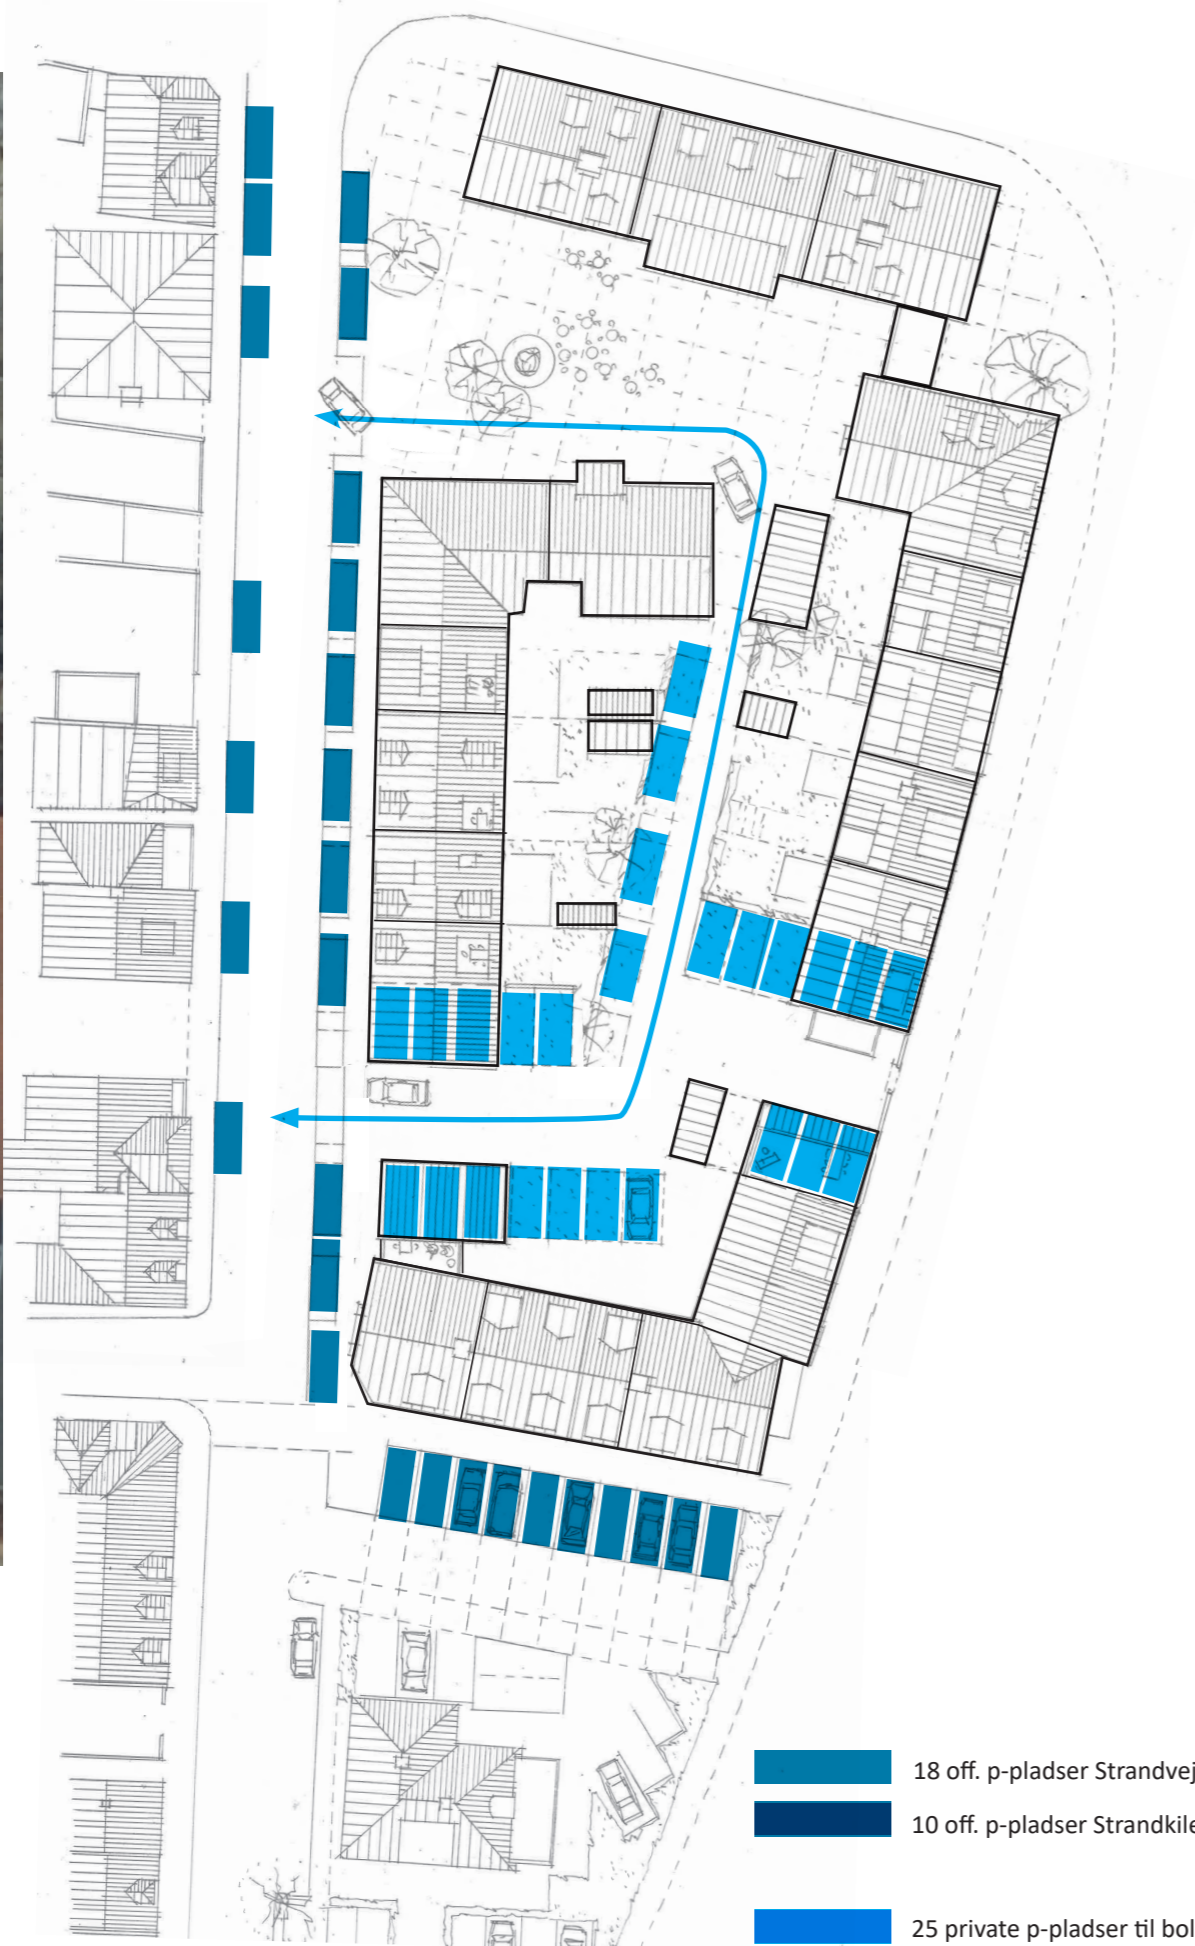 18 off. p-pladser Strandvej
10 off. p-pladser Strandkile
25 private p-pladser til bol